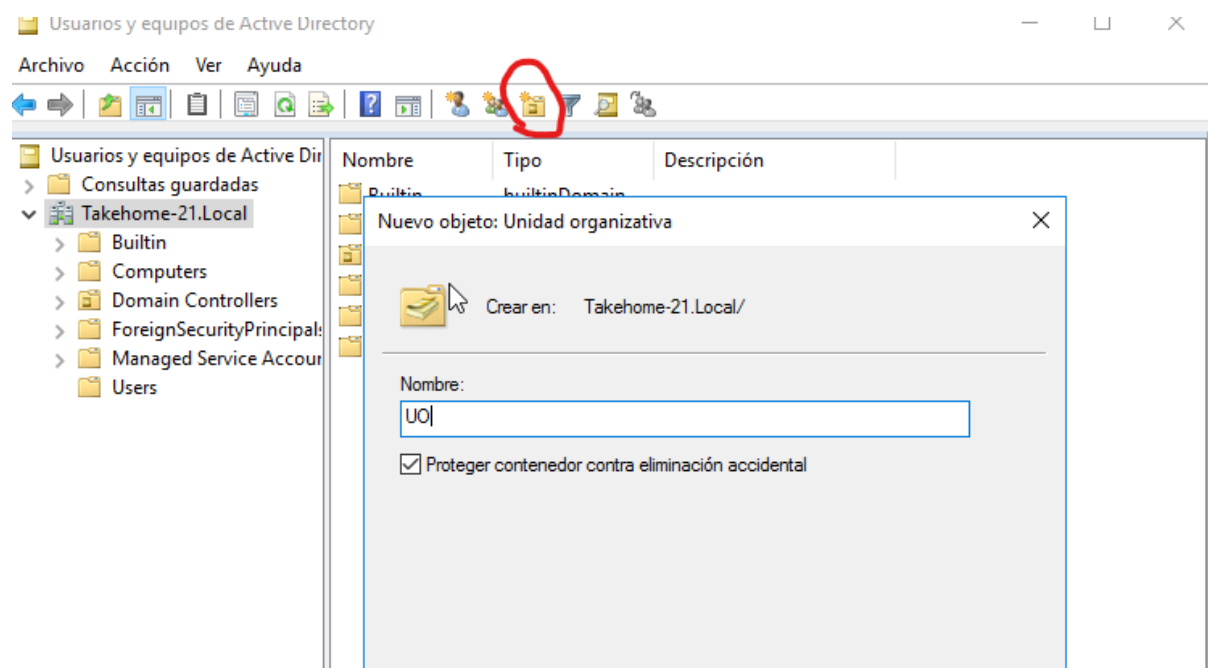 Usuarios y equipos de Active Directory
Archivo Acción Ver Ayuda
Usuarios y equipos de Active Dir
Consultas guardadas
Takehome-21.Local
Builtin
Computers
Domain Controllers
ForeignSecurityPrincipals
Managed Service Accour
Users
Nombre Tipo Descripción
Builtin builtinDomain
Nuevo objeto: Unidad organizativa
Crear en: Takehome-21.Local/
Nombre:
UO
Proteger contenedor contra eliminación accidental